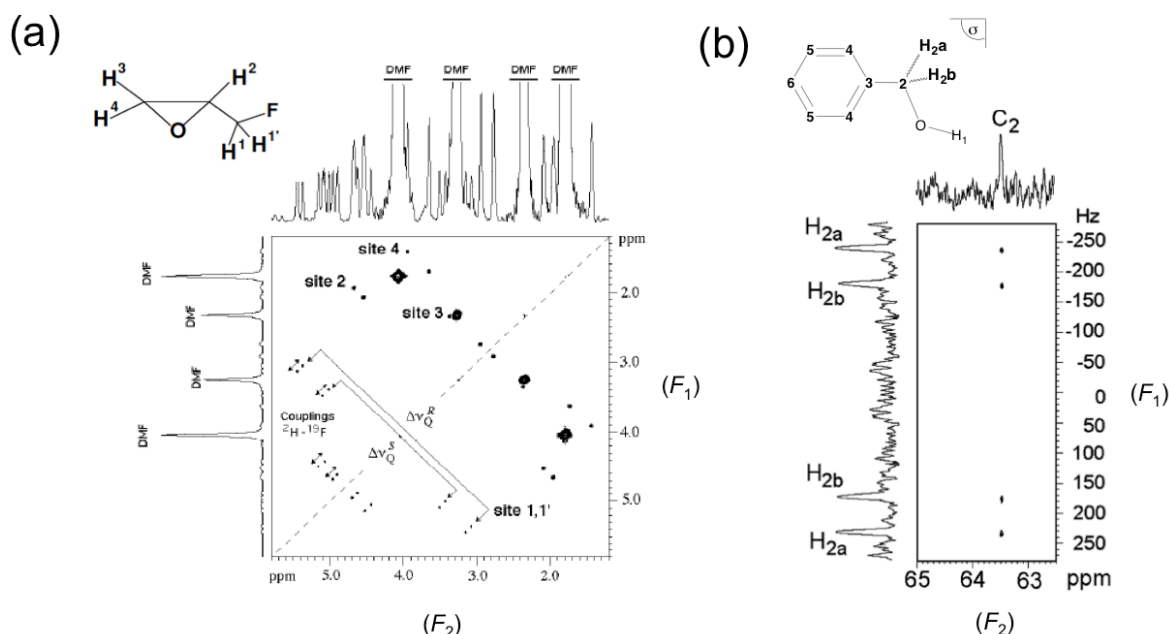 (a)
H3
H2
H4
O
F
H1
H1'
DMF
DMF
DMF
DMF
ppm
site 4
site 2
site 3
2.0
3.0
4.0
5.0
DMF
DMF
DMF
DMF
Couplings
2H-19F
ΔνQR
ΔνQS
site 1,1'
ppm
5.0
4.0
3.0
2.0
(F1)
(F2)
(b)
σ
5
4
H2a
6
3
2
H2b
5
4
O
H1
C2
Hz
H2a
H2b
H2b
H2a
-250
-200
-150
-100
-50
0
50
100
150
200
250
(F1)
65
64
63
ppm
(F2)